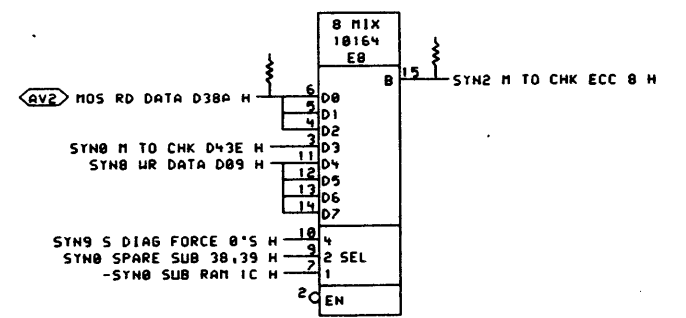 8 MIX
10164
E8
B 15 SYN2 M TO CHK ECC 8 H
AV2 MOS RD DATA D38A H 6 D0
5 D1
4 D2
SYN0 M TO CHK D43E H 3 D3
SYN8 WR DATA D09 H 11 D4
12 D5
13 D6
14 D7
SYN9 S DIAG FORCE 0'S H 10 4
SYN0 SPARE SUB 38,39 H 9 2 SEL
-SYN0 SUB RAM 1C H 7 1
2 EN